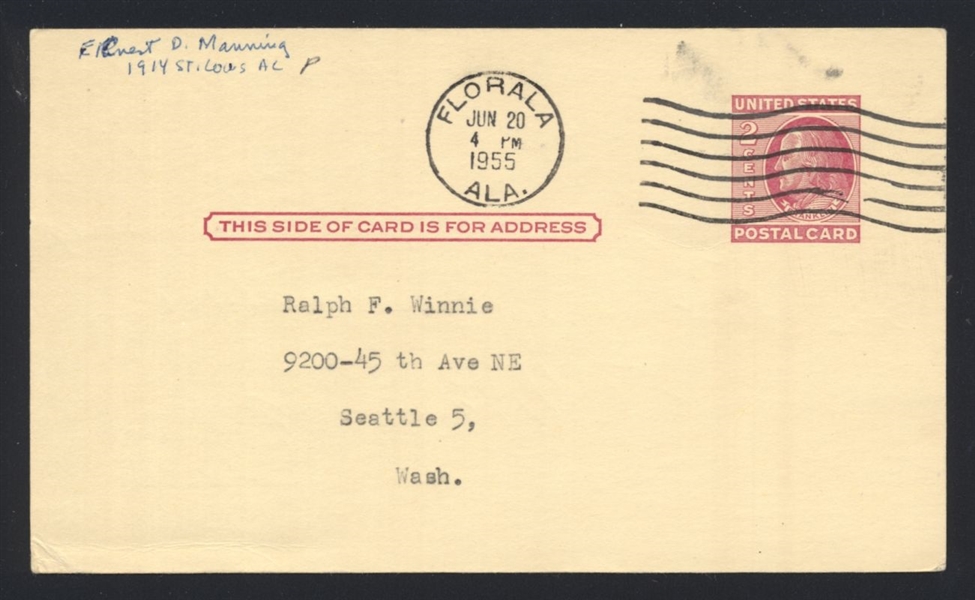 Ernest D. Manning
1914 St. Louis AL P
FLORALA
JUN 20
4 PM
1955
ALA.
UNITED STATES
2 CENTS
FRANKLIN
POSTAL CARD
THIS SIDE OF CARD IS FOR ADDRESS
Ralph F. Winnie
9200-45 th Ave NE
Seattle 5,
Wash.